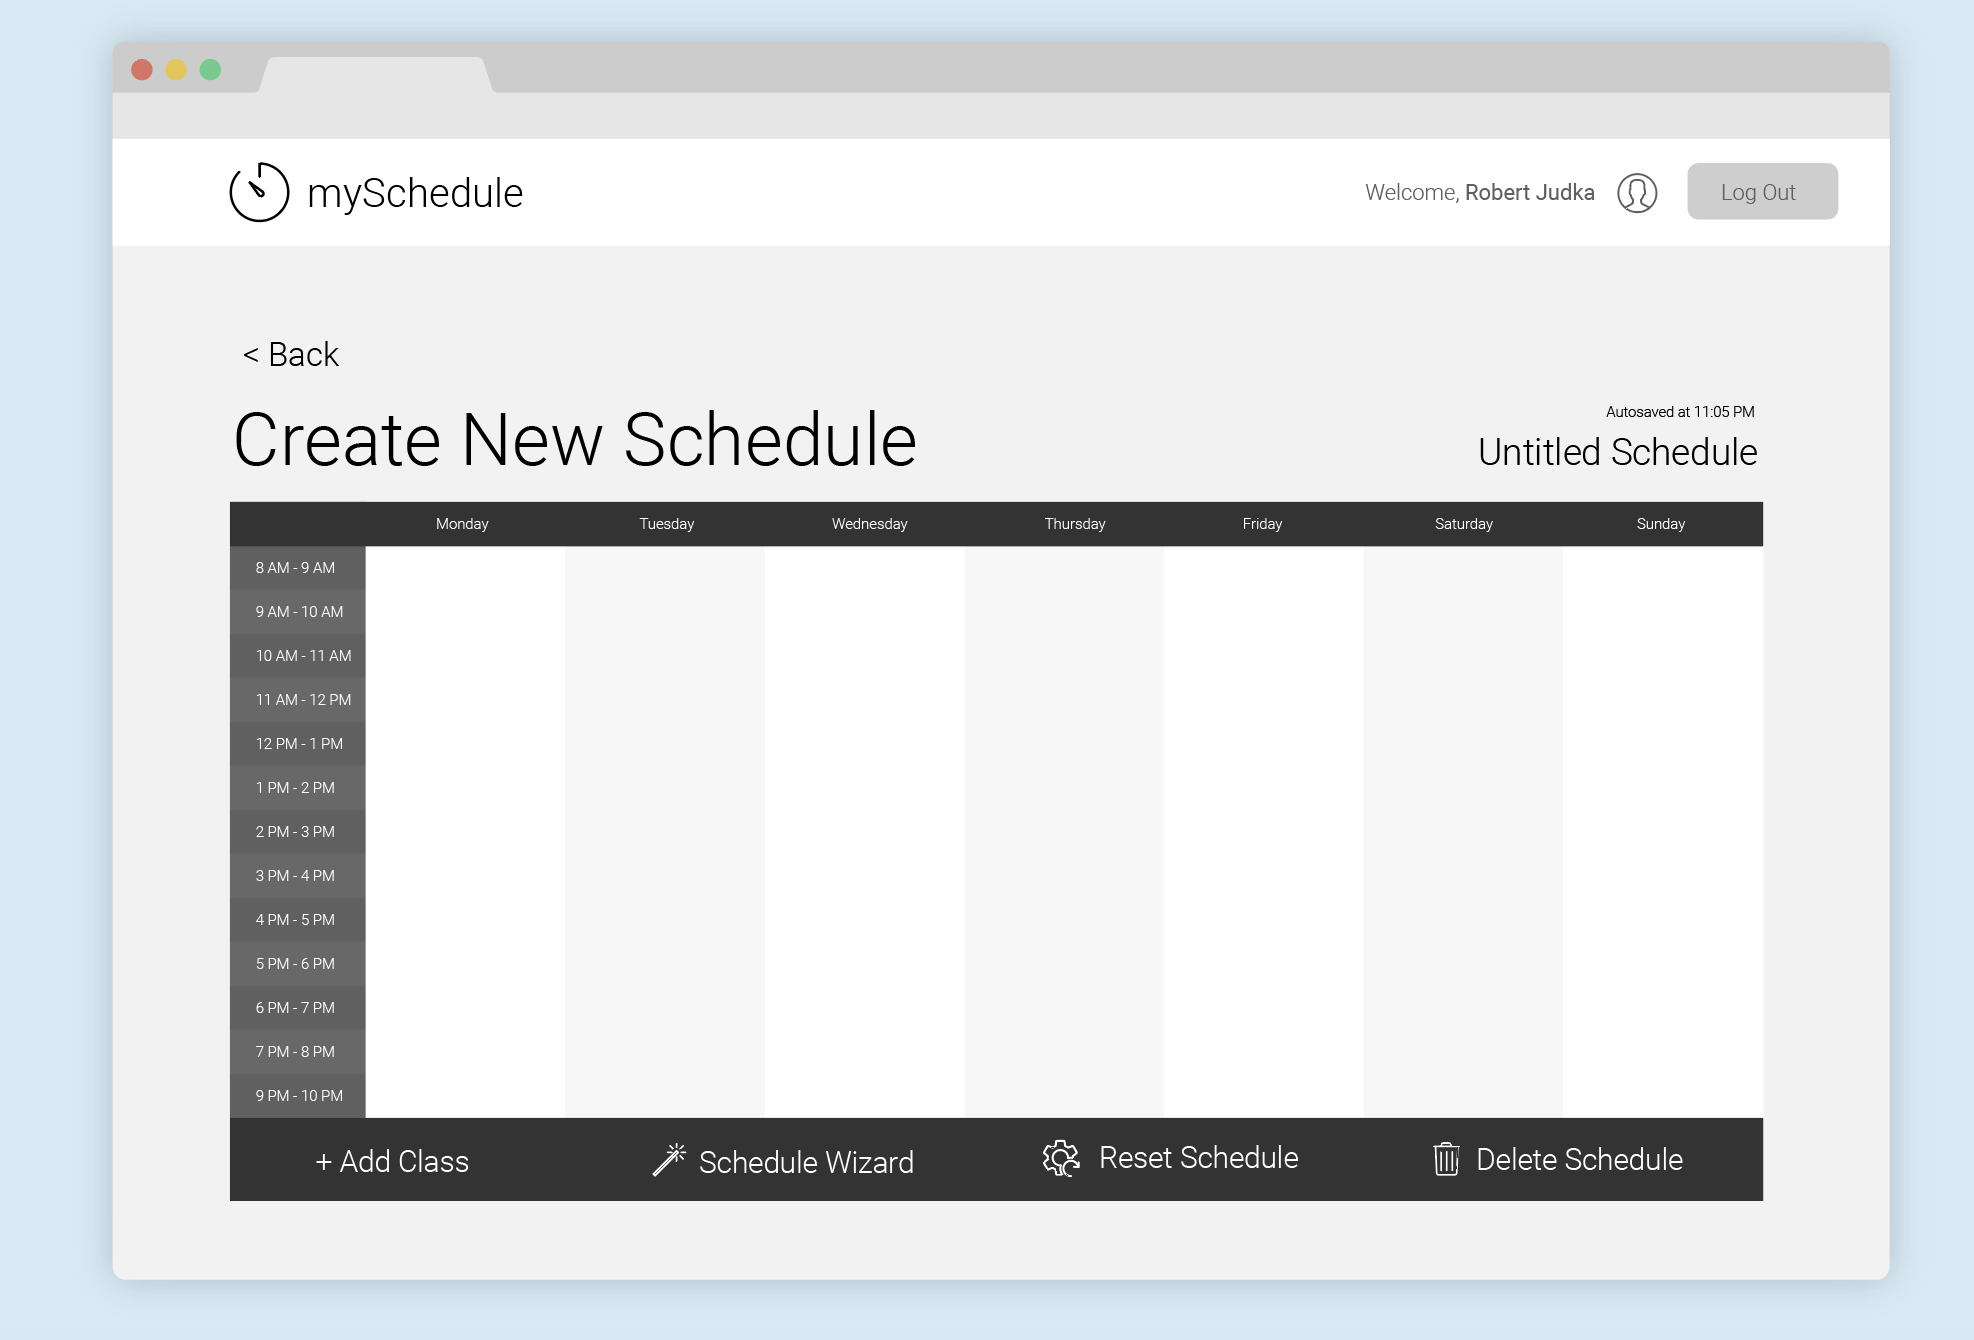 mySchedule
Welcome, Robert Judka
Log Out
< Back
Create New Schedule
Autosaved at 11:05 PM
Untitled Schedule
Monday Tuesday Wednesday Thursday Friday Saturday Sunday
8 AM - 9 AM
9 AM - 10 AM
10 AM - 11 AM
11 AM - 12 PM
12 PM - 1 PM
1 PM - 2 PM
2 PM - 3 PM
3 PM - 4 PM
4 PM - 5 PM
5 PM - 6 PM
6 PM - 7 PM
7 PM - 8 PM
9 PM - 10 PM
+ Add Class
Schedule Wizard
Reset Schedule
Delete Schedule